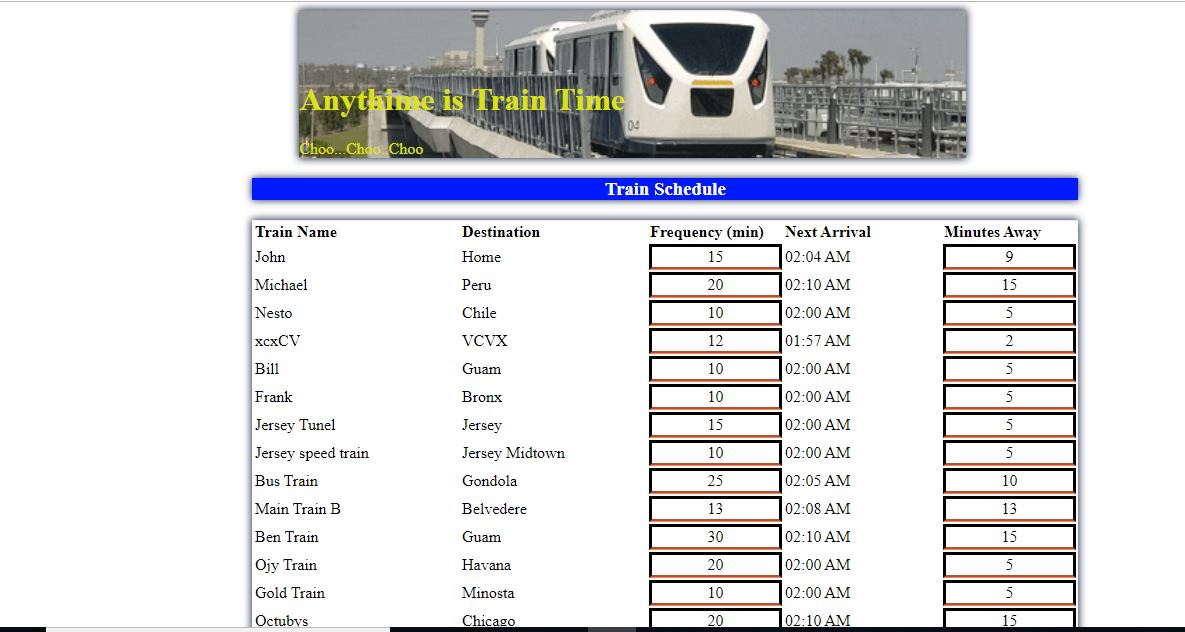 Anythime is Train Time
04
Choo...Choo..Choo
Train Schedule
Train Name Destination Frequency (min) Next Arrival Minutes Away
John Home 15 02:04 AM 9
Michael Peru 20 02:10 AM 15
Nesto Chile 10 02:00 AM 5
xcxCV VCVX 12 01:57 AM 2
Bill Guam 10 02:00 AM 5
Frank Bronx 10 02:00 AM 5
Jersey Tunel Jersey 15 02:00 AM 5
Jersey speed train Jersey Midtown 10 02:00 AM 5
Bus Train Gondola 25 02:05 AM 10
Main Train B Belvedere 13 02:08 AM 13
Ben Train Guam 30 02:10 AM 15
Ojy Train Havana 20 02:00 AM 5
Gold Train Minosta 10 02:00 AM 5
Octubys Chicago 20 02:10 AM 15